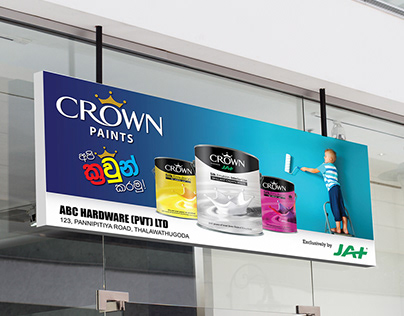 CROWN
PAINTS
අපි
ක්‍රවුන්
කරමු!
CROWN
CROWN
JAT
CROWN
ABC HARDWARE (PVT) LTD
123, PANNIPITIYA ROAD, THALAWATHUGODA
Exclusively by JAT